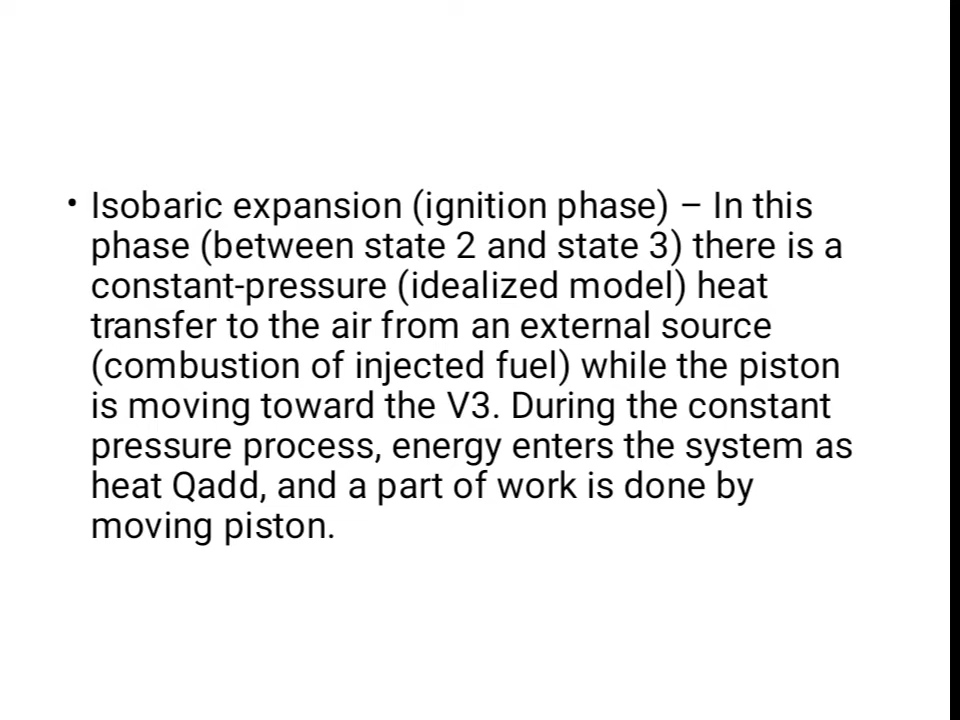 • Isobaric expansion (ignition phase) – In this
phase (between state 2 and state 3) there is a
constant-pressure (idealized model) heat
transfer to the air from an external source
(combustion of injected fuel) while the piston
is moving toward the V3. During the constant
pressure process, energy enters the system as
heat Qadd, and a part of work is done by
moving piston.